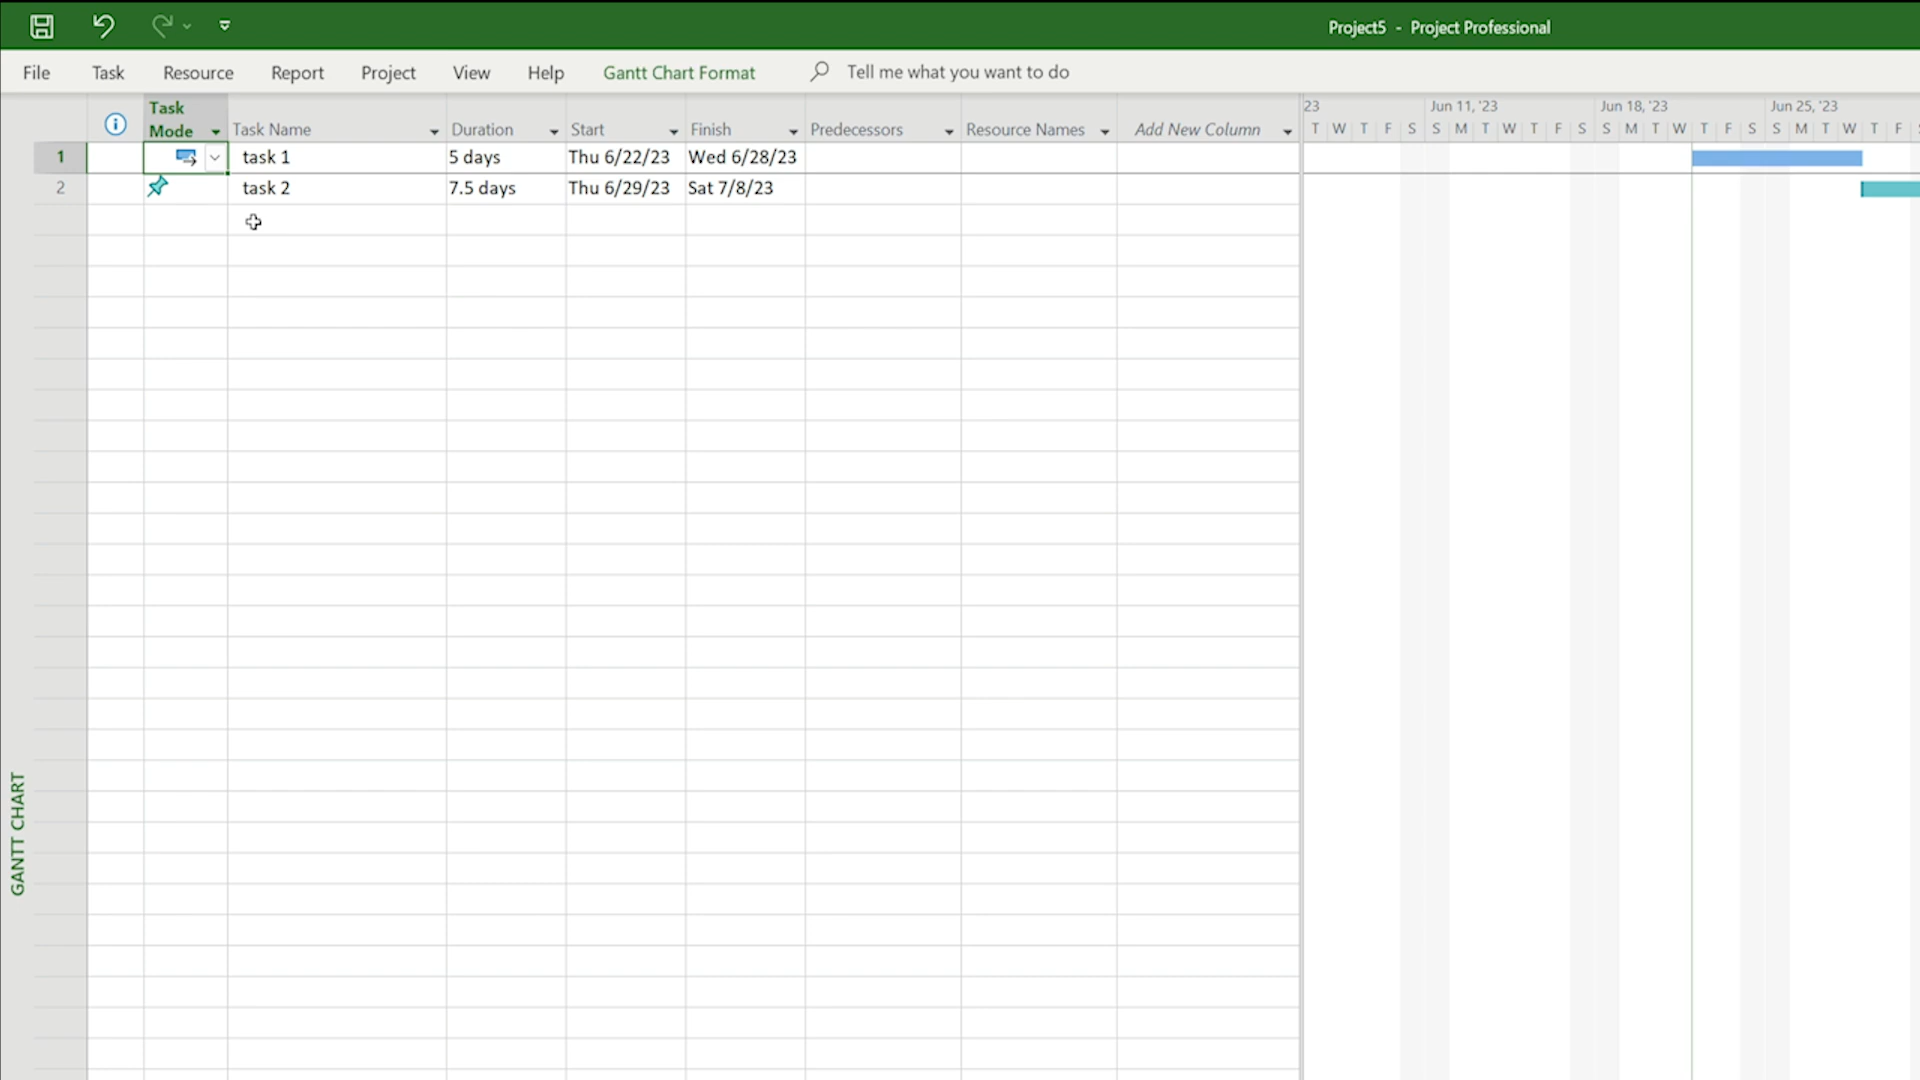 Project5 - Project Professional
File Task Resource Report Project View Help Gantt Chart Format Tell me what you want to do
Task Mode Task Name Duration Start Finish Predecessors Resource Names Add New Column
23 Jun 11, '23 Jun 18, '23 Jun 25, '23
T W T F S S M T W T F S S M T W T F S S M T W T F
1 task 1 5 days Thu 6/22/23 Wed 6/28/23
2 task 2 7.5 days Thu 6/29/23 Sat 7/8/23
GANTT CHART